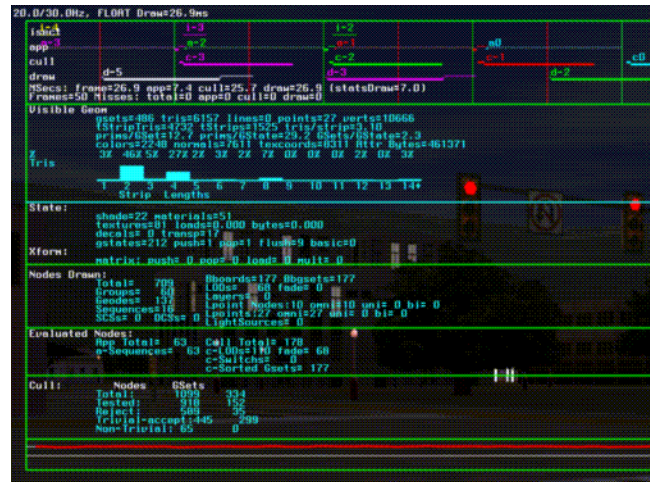 20.0/30.0Hz, FLOAT Draw=26.9ms
i-4 i-3 i-2
isect
a-3 a-2 a-1 a0
app
cull c-3 c-2 c-1 c0
draw d-5 d-3 d-2
MSecs: frame=26.9 app=7.4 cull=25.7 draw=26.9 (statsDraw=7.0)
Frames=50 Misses: total=0 app=0 cull=0 draw=0
Visible Geom
gsets=486 tris=6157 lines=0 points=27 verts=10666
tStripTris=4732 tStrips=1525 tris/strip=3.10
prims/GSet=12.7 prims/GState=29.2 GSets/GState=2.3
colors=2240 normals=7611 texcoords=8311 Attr Bytes=461371
% 3% 46% 5% 27% 2% 3% 2% 7% 0% 0% 0% 2% 0% 3%
Tris
1 2 3 4 5 6 7 8 9 10 11 12 13 14+
Strip Lengths
State:
shade=22 materials=51
textures=81 loads=0.000 bytes=0.000
decals= 0 transp=17
gstates=212 push=1 pop=1 flush=9 basic=0
Xform:
matrix: push= 0 pop= 0 load= 0 mult= 0
Nodes Drawn:
Total= 709 Bboards=177 Bbgsets=177
Groups= 60 LODs= 68 fade= 0
Geodes= 137 Layers= 0
Sequences=16 Lpoint Nodes:10 omni=10 uni= 0 bi= 0
SCSs= 0 DCSs= 0 Lpoints:27 omni=27 uni= 0 bi= 0
LightSources= 0
Evaluated Nodes:
App Total= 63 Cull Total= 178
a-Sequences= 63 c-LODs=110 fade= 68
c-Switchs= 0
c-Sorted Gsets= 177
Cull: Nodes GSets
Total: 1099 334
Tested: 918 152
Reject: 589 35
Trivial-accept:445 299
Non-Trivial: 65 0